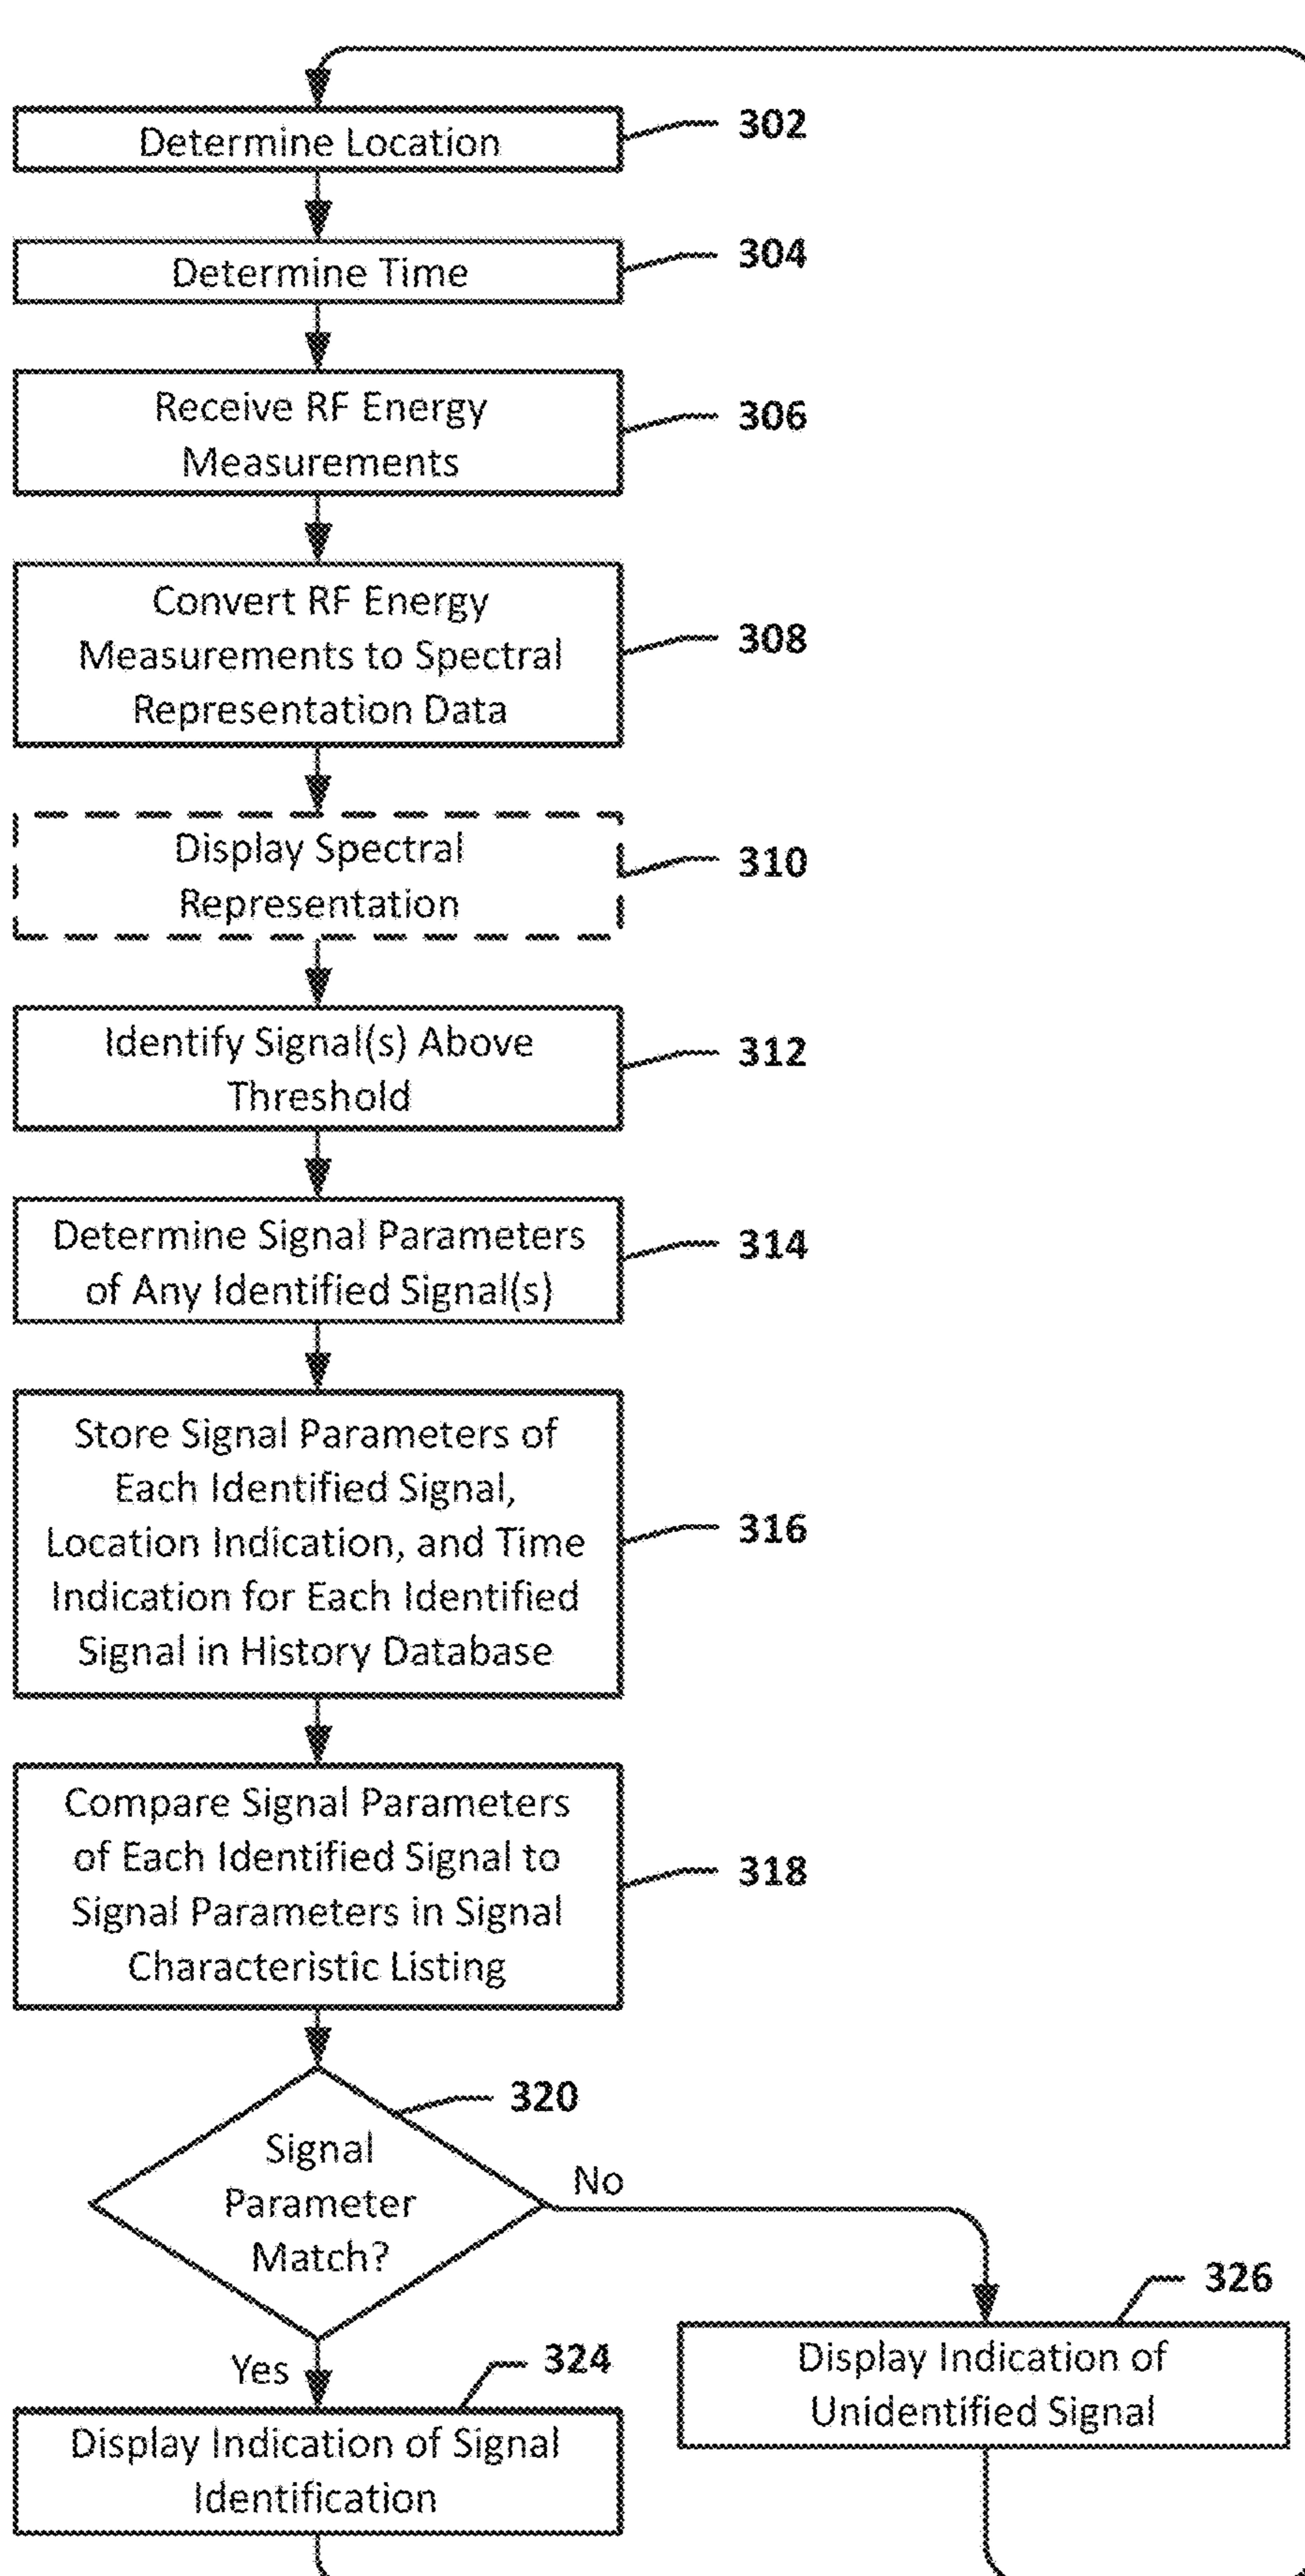 Determine Location
302
Determine Time
304
Receive RF Energy
Measurements
306
Convert RF Energy
Measurements to Spectral
Representation Data
308
Display Spectral
Representation
310
Identify Signal(s) Above
Threshold
312
Determine Signal Parameters
of Any Identified Signal(s)
314
Store Signal Parameters of
Each Identified Signal,
Location Indication, and Time
Indication for Each Identified
Signal in History Database
316
Compare Signal Parameters
of Each Identified Signal to
Signal Parameters in Signal
Characteristic Listing
318
320
Signal
Parameter
Match?
No
326
Display Indication of
Unidentified Signal
Yes
324
Display Indication of Signal
Identification